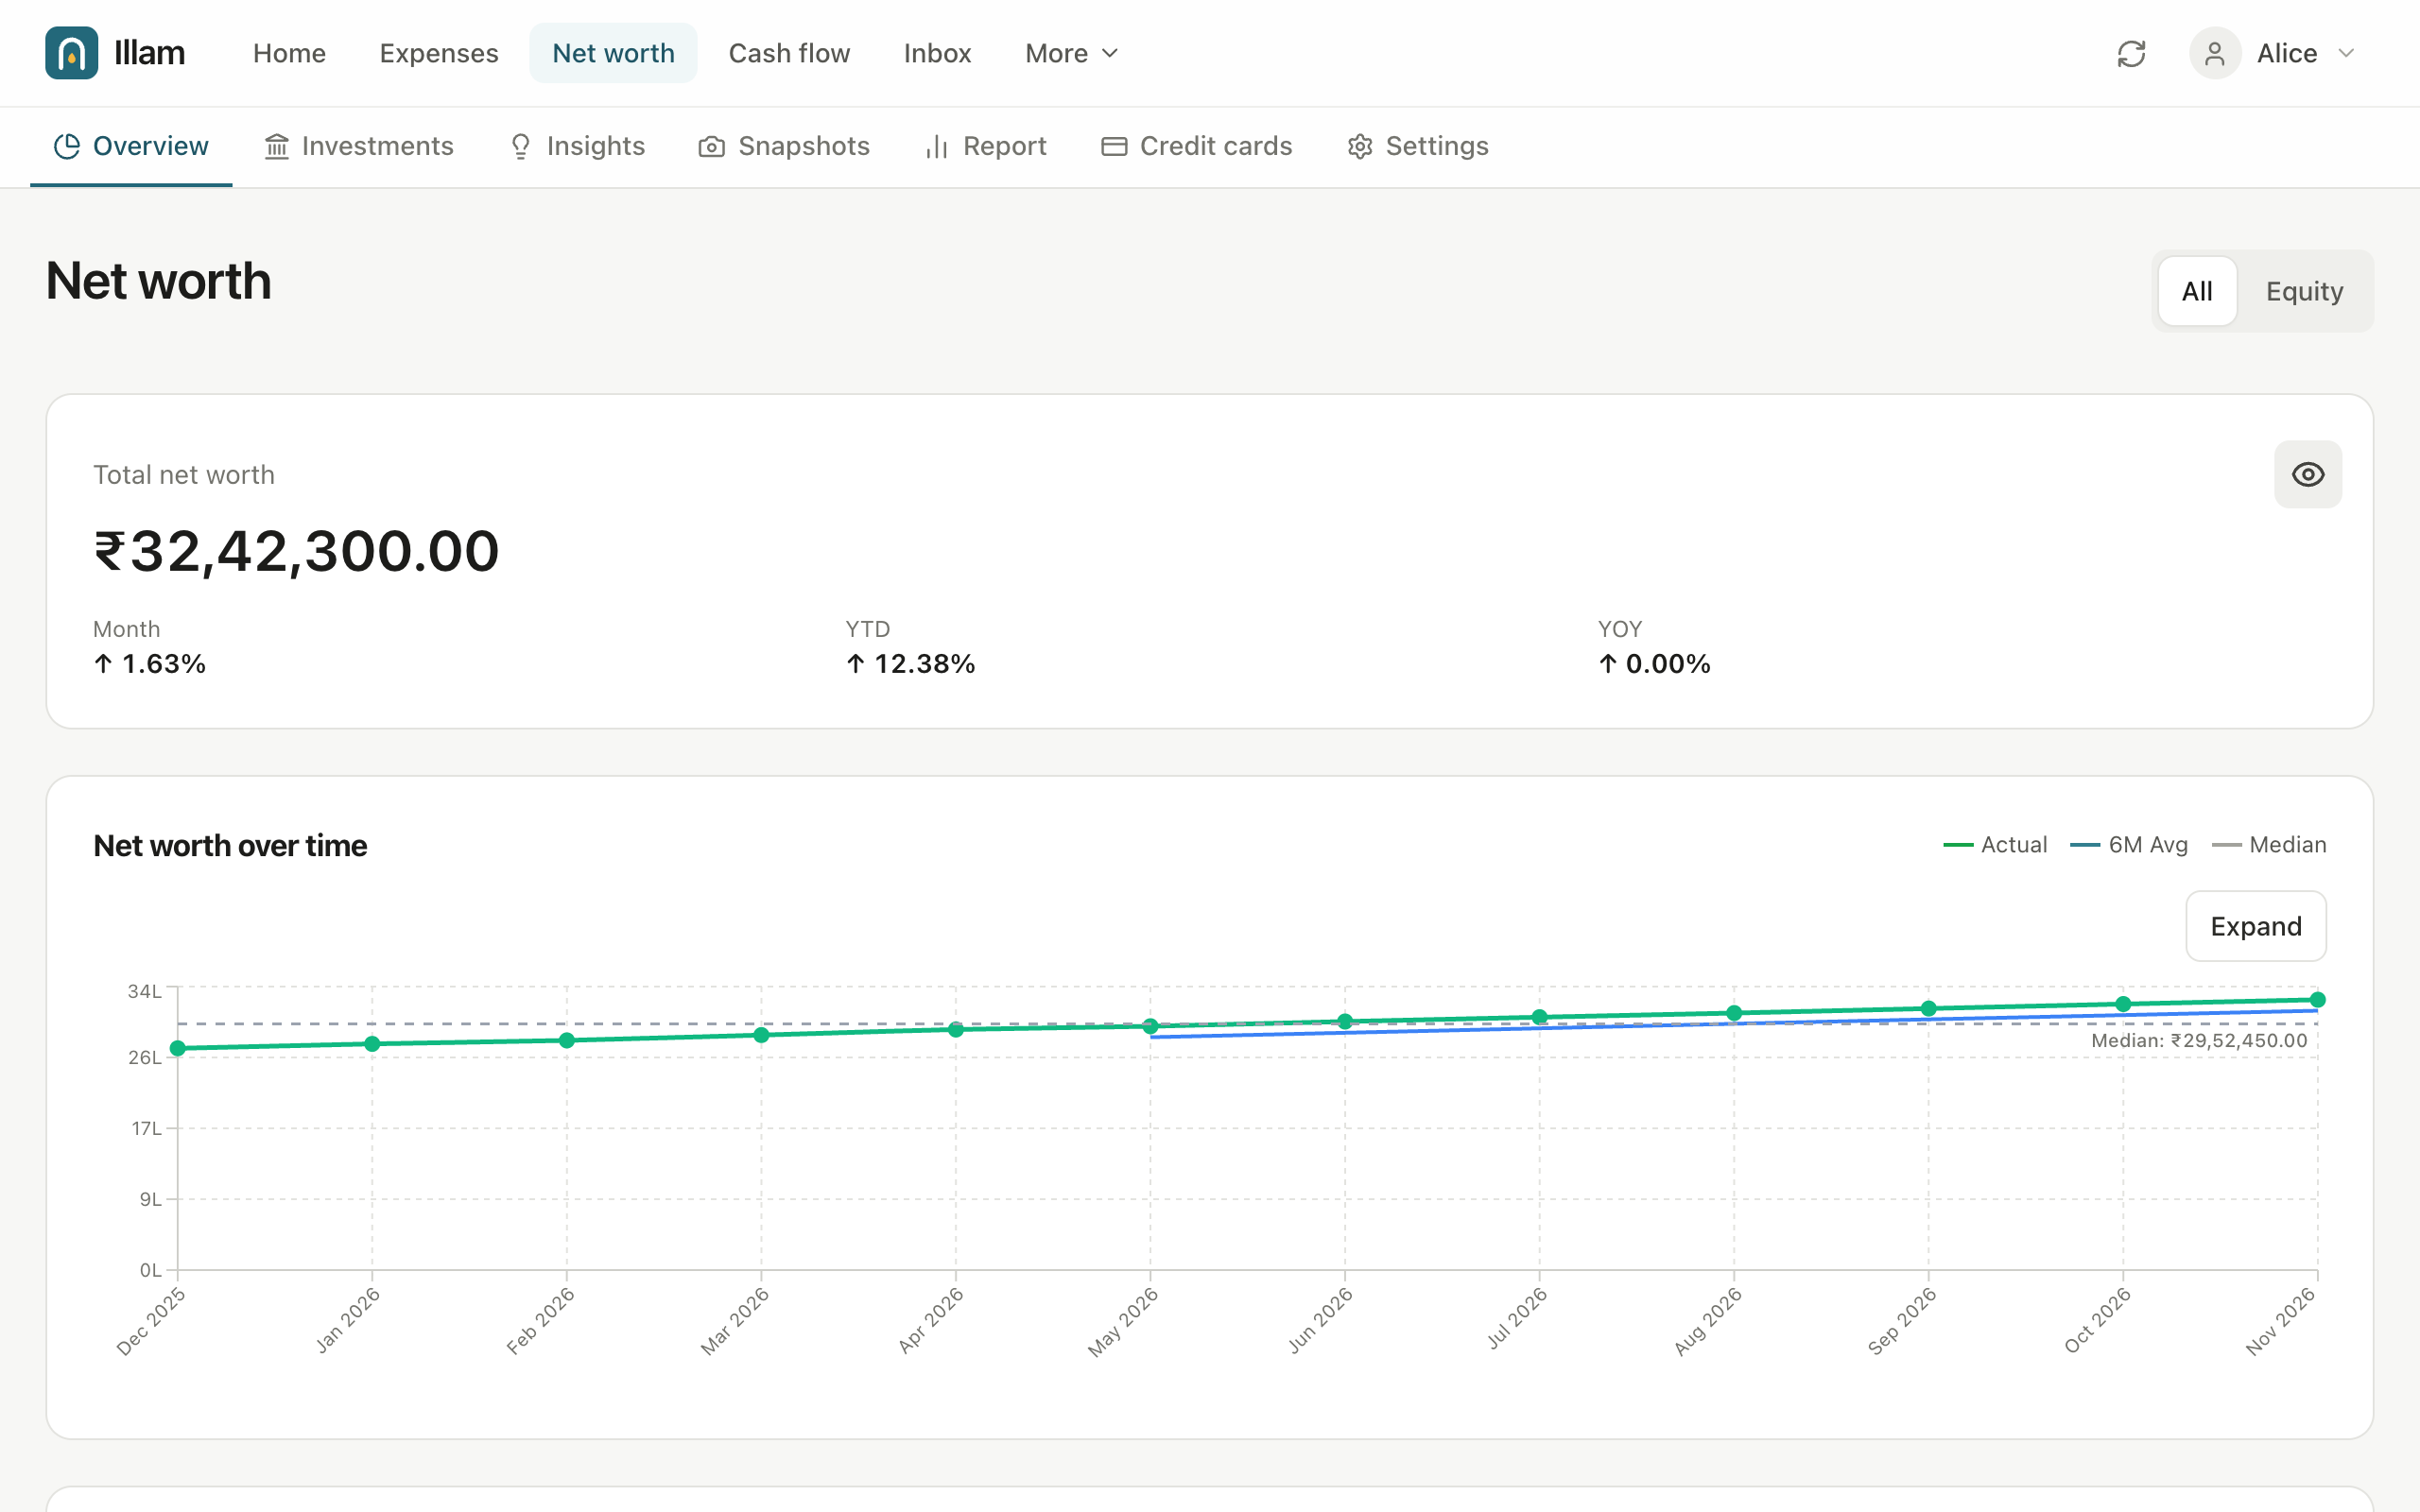 Illam Home Expenses Net worth Cash flow Inbox More Alice
Overview Investments Insights Snapshots Report Credit cards Settings
Net worth
All Equity
Total net worth
₹32,42,300.00
Month YTD YOY
↑ 1.63% ↑ 12.38% ↑ 0.00%
Net worth over time
Actual 6M Avg Median
Expand
34L
26L
17L
9L
0L
Median: ₹29,52,450.00
Dec 2025 Jan 2026 Feb 2026 Mar 2026 Apr 2026 May 2026 Jun 2026 Jul 2026 Aug 2026 Sep 2026 Oct 2026 Nov 2026